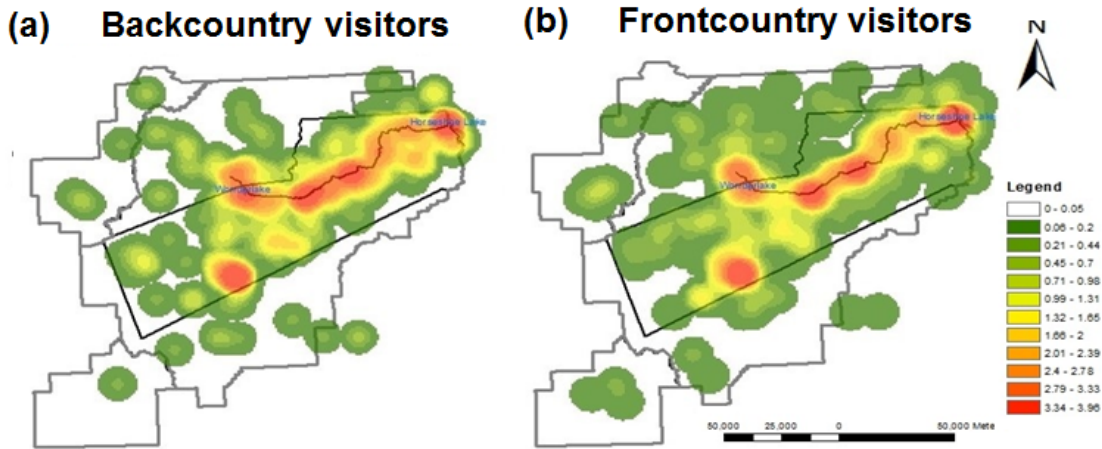 (a) Backcountry visitors
(b) Frontcountry visitors
N
Horseshoe Lake
Wonderlake
Horseshoe Lake
Wonderlake
Legend
0 - 0.05
0.06 - 0.2
0.21 - 0.44
0.45 - 0.7
0.71 - 0.98
0.99 - 1.31
1.32 - 1.65
1.66 - 2
2.01 - 2.39
2.4 - 2.78
2.79 - 3.33
3.34 - 3.96
50,000 25,000 0 50,000 Mete